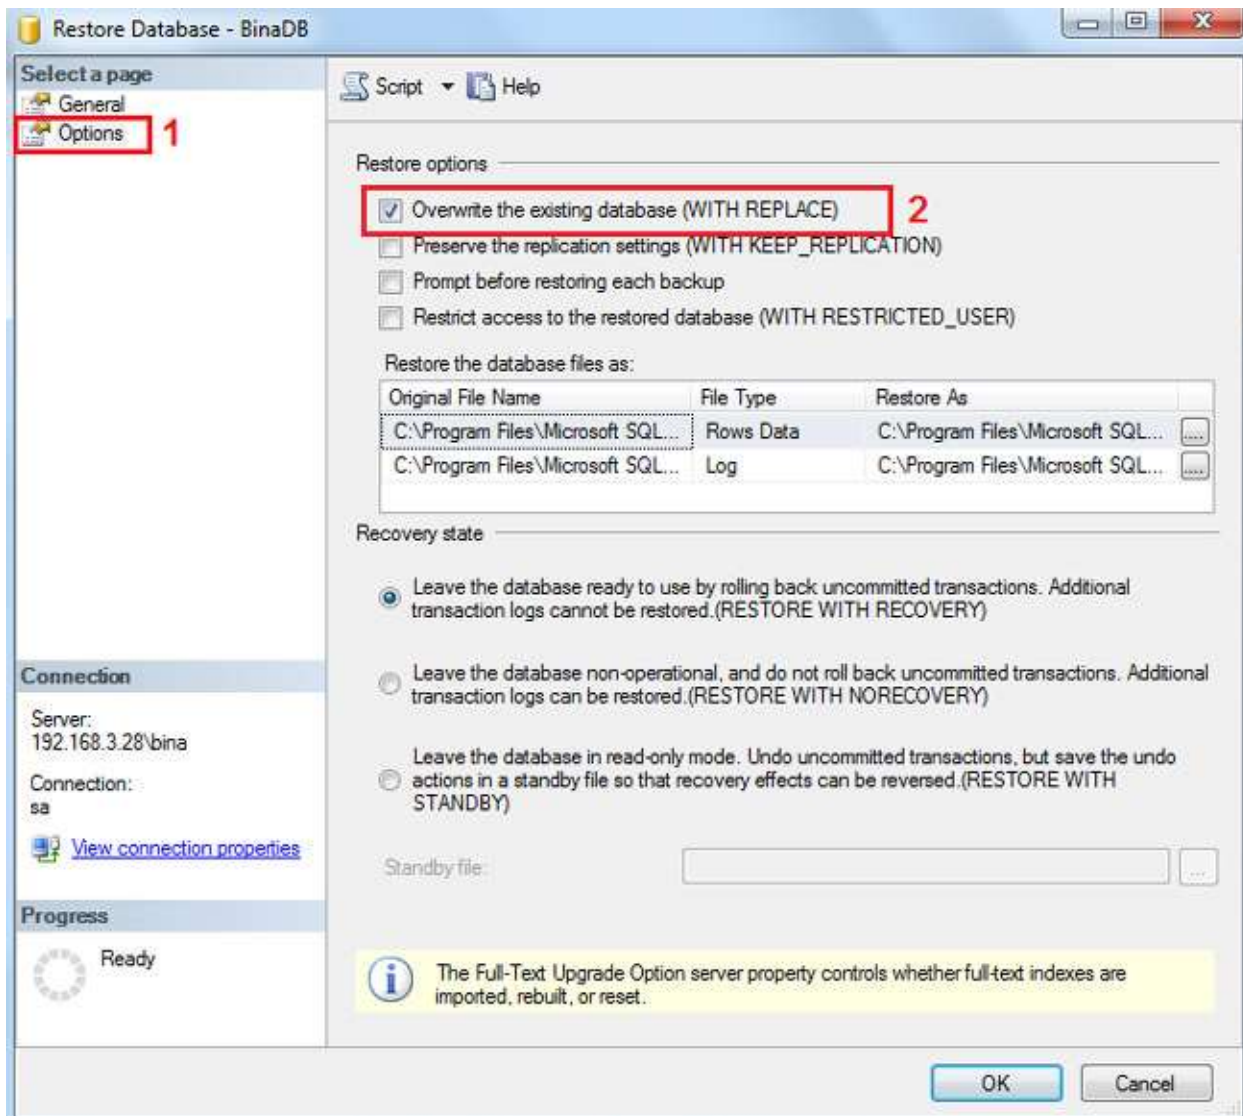 Restore Database - BinaDB
Select a page
General
Options
1
Script
Help
Restore options
Overwrite the existing database (WITH REPLACE)
2
Preserve the replication settings (WITH KEEP_REPLICATION)
Prompt before restoring each backup
Restrict access to the restored database (WITH RESTRICTED_USER)
Restore the database files as:
Original File Name File Type Restore As
C:\Program Files\Microsoft SQL... Rows Data C:\Program Files\Microsoft SQL... ...
C:\Program Files\Microsoft SQL... Log C:\Program Files\Microsoft SQL... ...
Recovery state
Leave the database ready to use by rolling back uncommitted transactions. Additional
transaction logs cannot be restored.(RESTORE WITH RECOVERY)
Leave the database non-operational, and do not roll back uncommitted transactions. Additional
transaction logs can be restored.(RESTORE WITH NORECOVERY)
Leave the database in read-only mode. Undo uncommitted transactions, but save the undo
actions in a standby file so that recovery effects can be reversed.(RESTORE WITH
STANDBY)
Standby file:
...
Connection
Server:
192.168.3.28\bina
Connection:
sa
View connection properties
Progress
Ready
The Full-Text Upgrade Option server property controls whether full-text indexes are
imported, rebuilt, or reset.
OK
Cancel